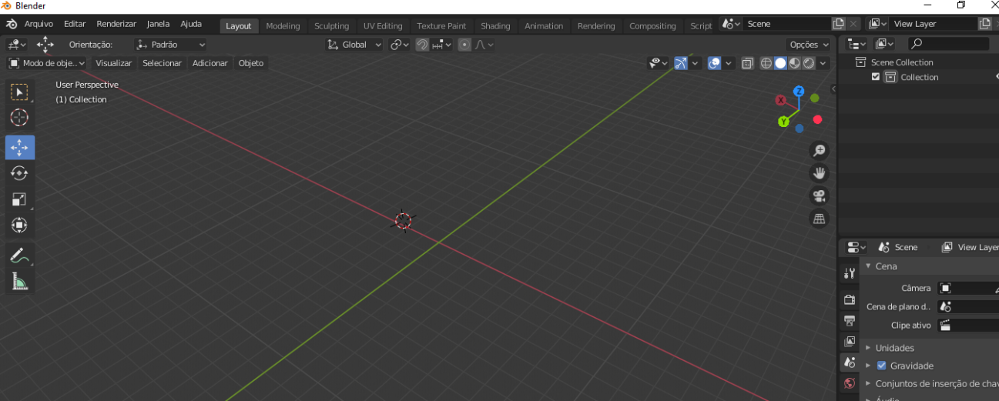 Blender
Arquivo Editar Renderizar Janela Ajuda Layout Modeling Sculpting UV Editing Texture Paint Shading Animation Rendering Compositing Script Scene View Layer
Orientação: Padrão Global Opções
Modo de obje.. Visualizar Selecionar Adicionar Objeto
User Perspective
(1) Collection
Z
X
Y
Scene Collection
Collection
Scene View Layer
Cena
Câmera
Cena de plano d..
Clipe ativo
Unidades
Gravidade
Conjuntos de inserção de chav
Áudio